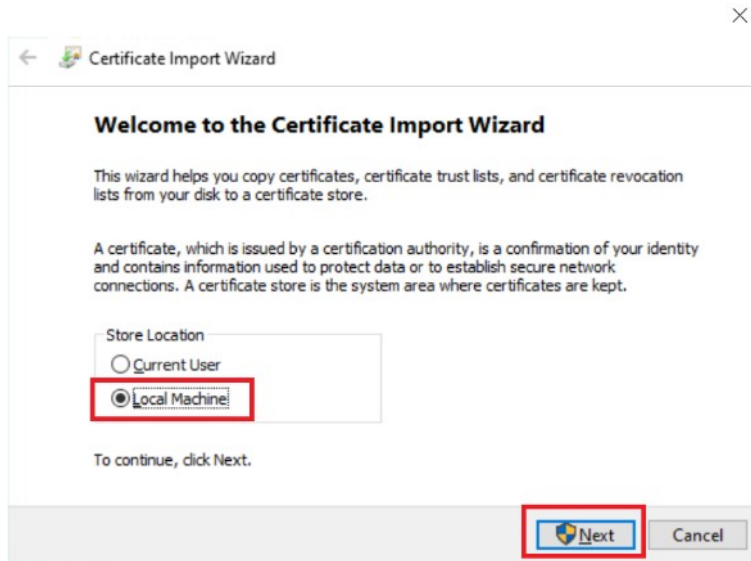 Certificate Import Wizard
Welcome to the Certificate Import Wizard
This wizard helps you copy certificates, certificate trust lists, and certificate revocation
lists from your disk to a certificate store.
A certificate, which is issued by a certification authority, is a confirmation of your identity
and contains information used to protect data or to establish secure network
connections. A certificate store is the system area where certificates are kept.
Store Location
Current User
Local Machine
To continue, click Next.
Next Cancel